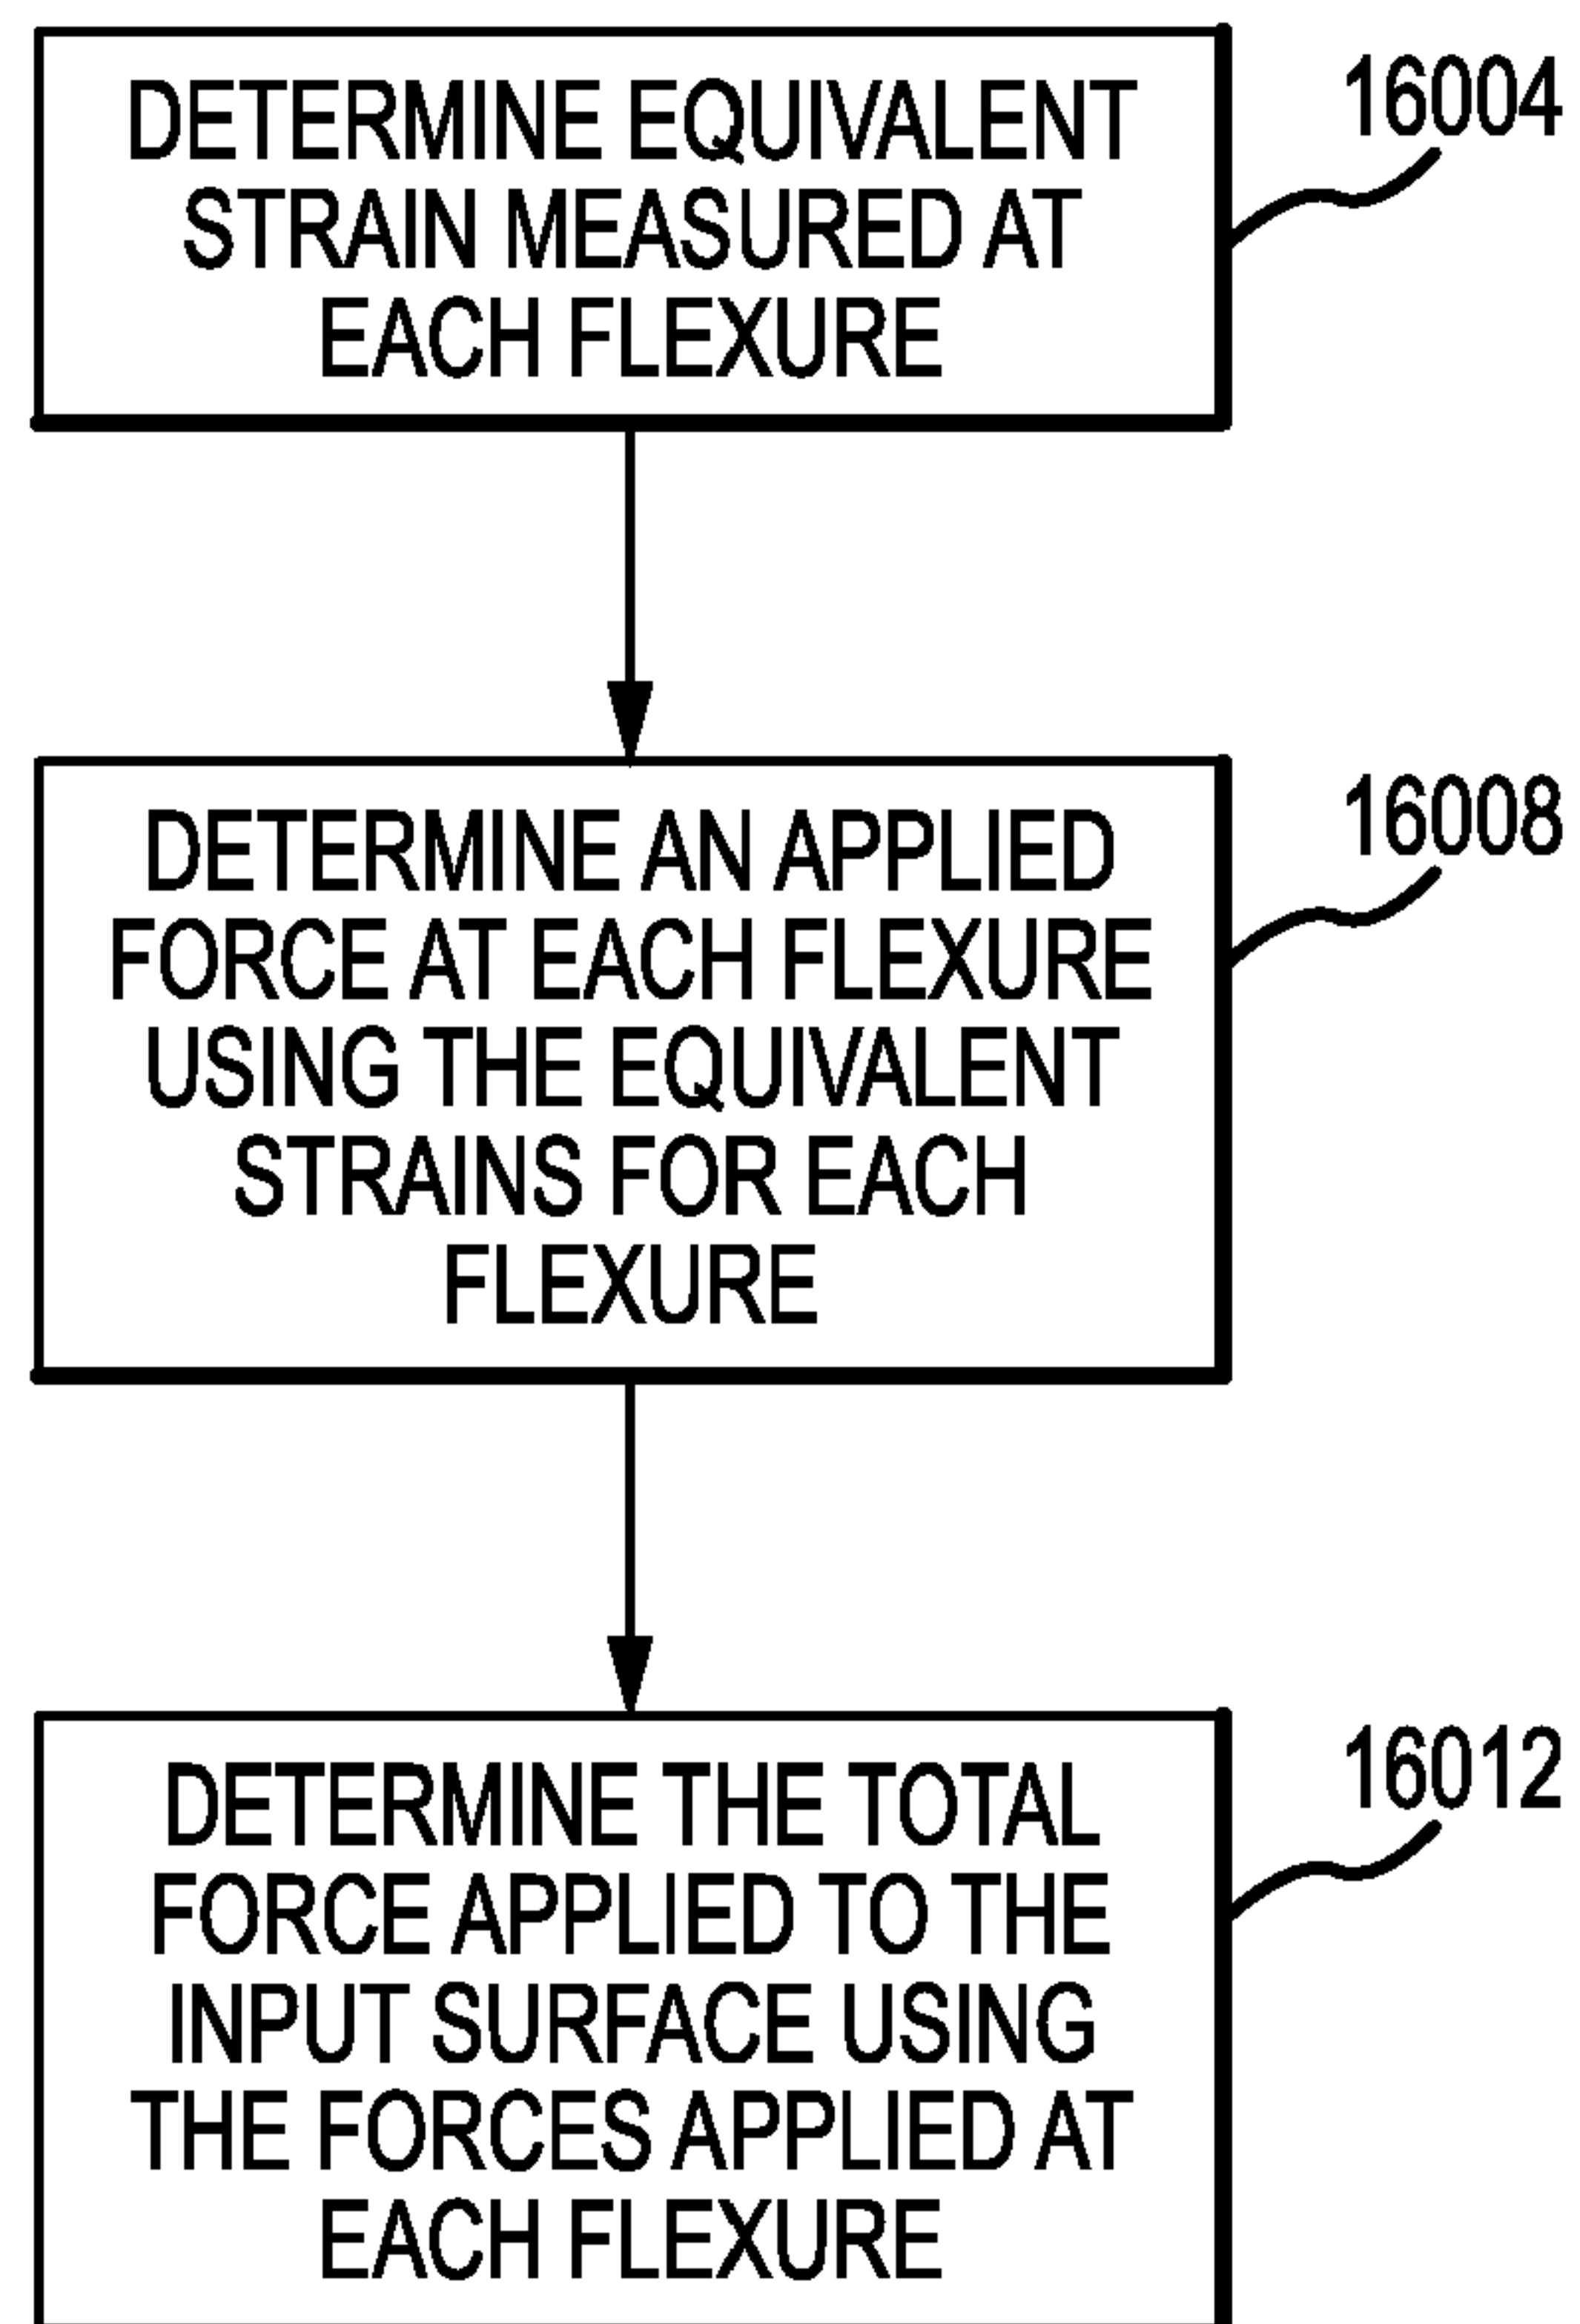 DETERMINE EQUIVALENT
STRAIN MEASURED AT
EACH FLEXURE
16004
DETERMINE AN APPLIED
FORCE AT EACH FLEXURE
USING THE EQUIVALENT
STRAINS FOR EACH
FLEXURE
16008
DETERMINE THE TOTAL
FORCE APPLIED TO THE
INPUT SURFACE USING
THE FORCES APPLIED AT
EACH FLEXURE
16012